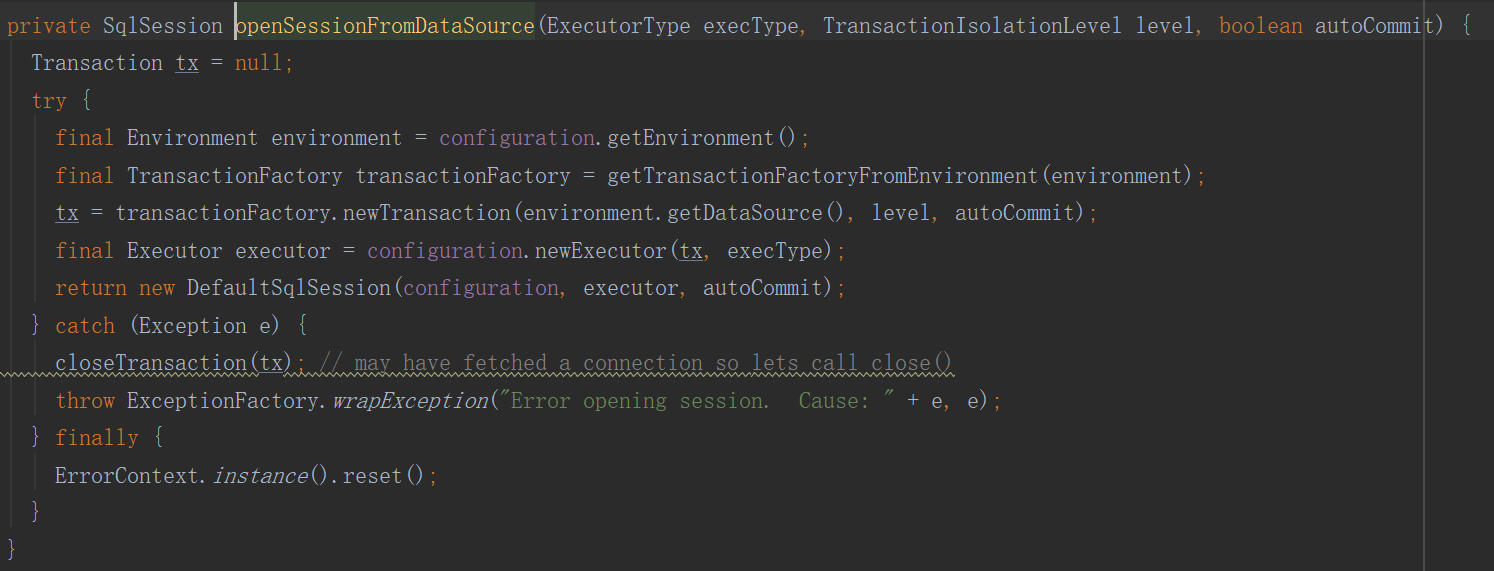 private SqlSession openSessionFromDataSource(ExecutorType execType, TransactionIsolationLevel level, boolean autoCommit) {
  Transaction tx = null;
  try {
    final Environment environment = configuration.getEnvironment();
    final TransactionFactory transactionFactory = getTransactionFactoryFromEnvironment(environment);
    tx = transactionFactory.newTransaction(environment.getDataSource(), level, autoCommit);
    final Executor executor = configuration.newExecutor(tx, execType);
    return new DefaultSqlSession(configuration, executor, autoCommit);
  } catch (Exception e) {
    closeTransaction(tx); // may have fetched a connection so lets call close()
    throw ExceptionFactory.wrapException("Error opening session.  Cause: " + e, e);
  } finally {
    ErrorContext.instance().reset();
  }
}